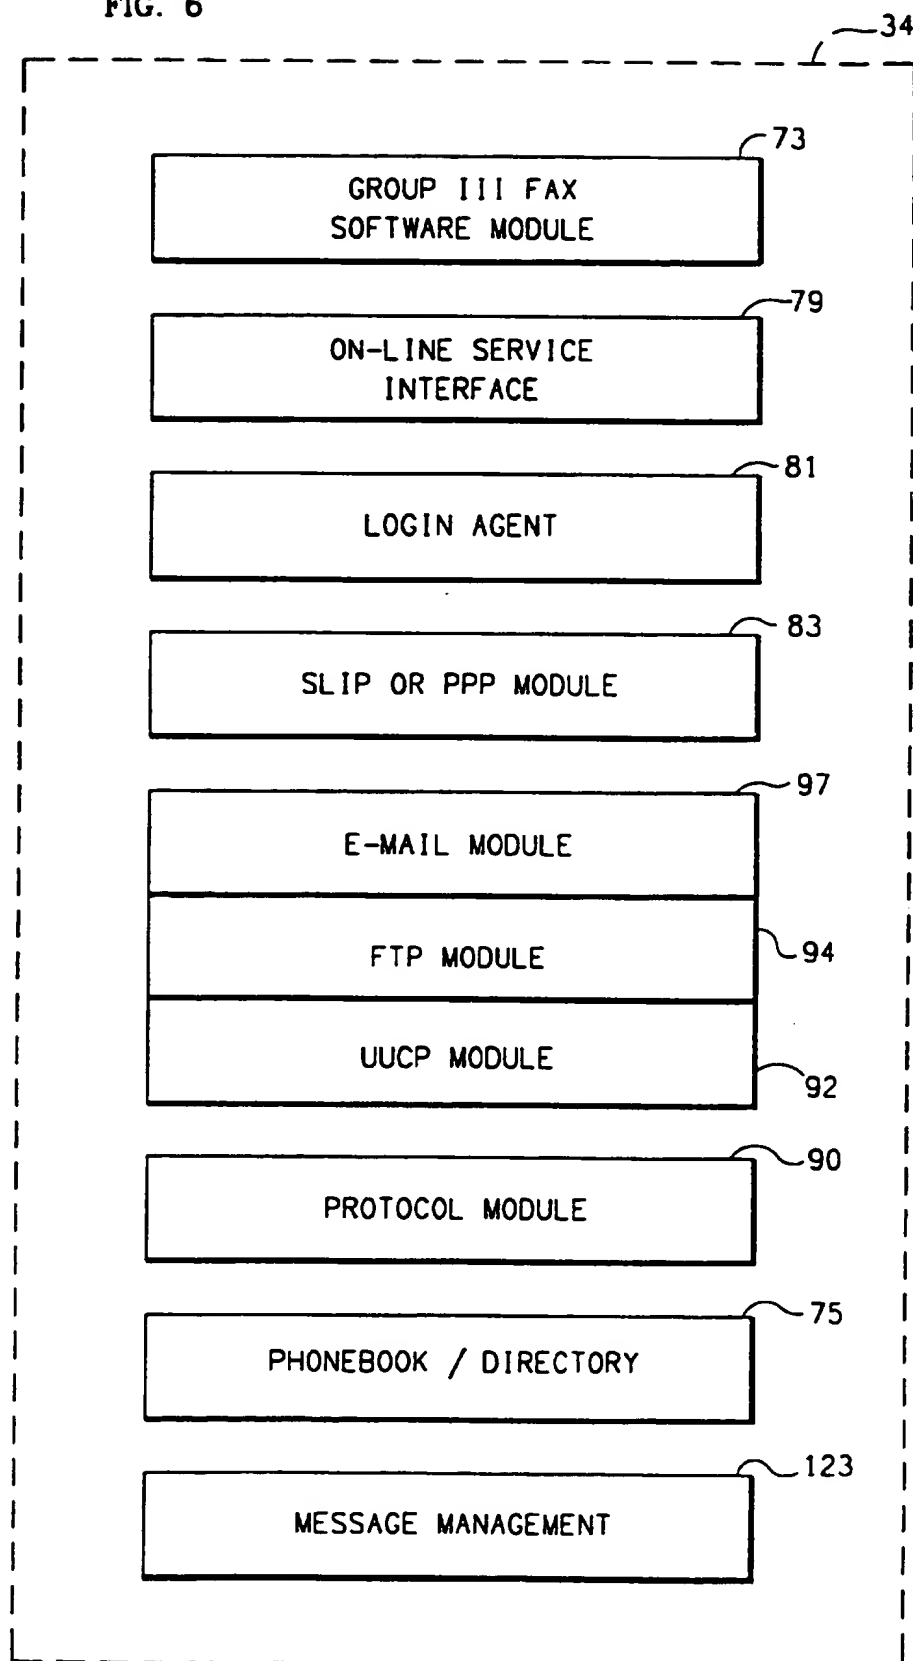 FIG. 6
34
73
GROUP III FAX
SOFTWARE MODULE
79
ON-LINE SERVICE
INTERFACE
81
LOGIN AGENT
83
SLIP OR PPP MODULE
97
E-MAIL MODULE
FTP MODULE
94
UUCP MODULE
92
90
PROTOCOL MODULE
75
PHONEBOOK / DIRECTORY
123
MESSAGE MANAGEMENT